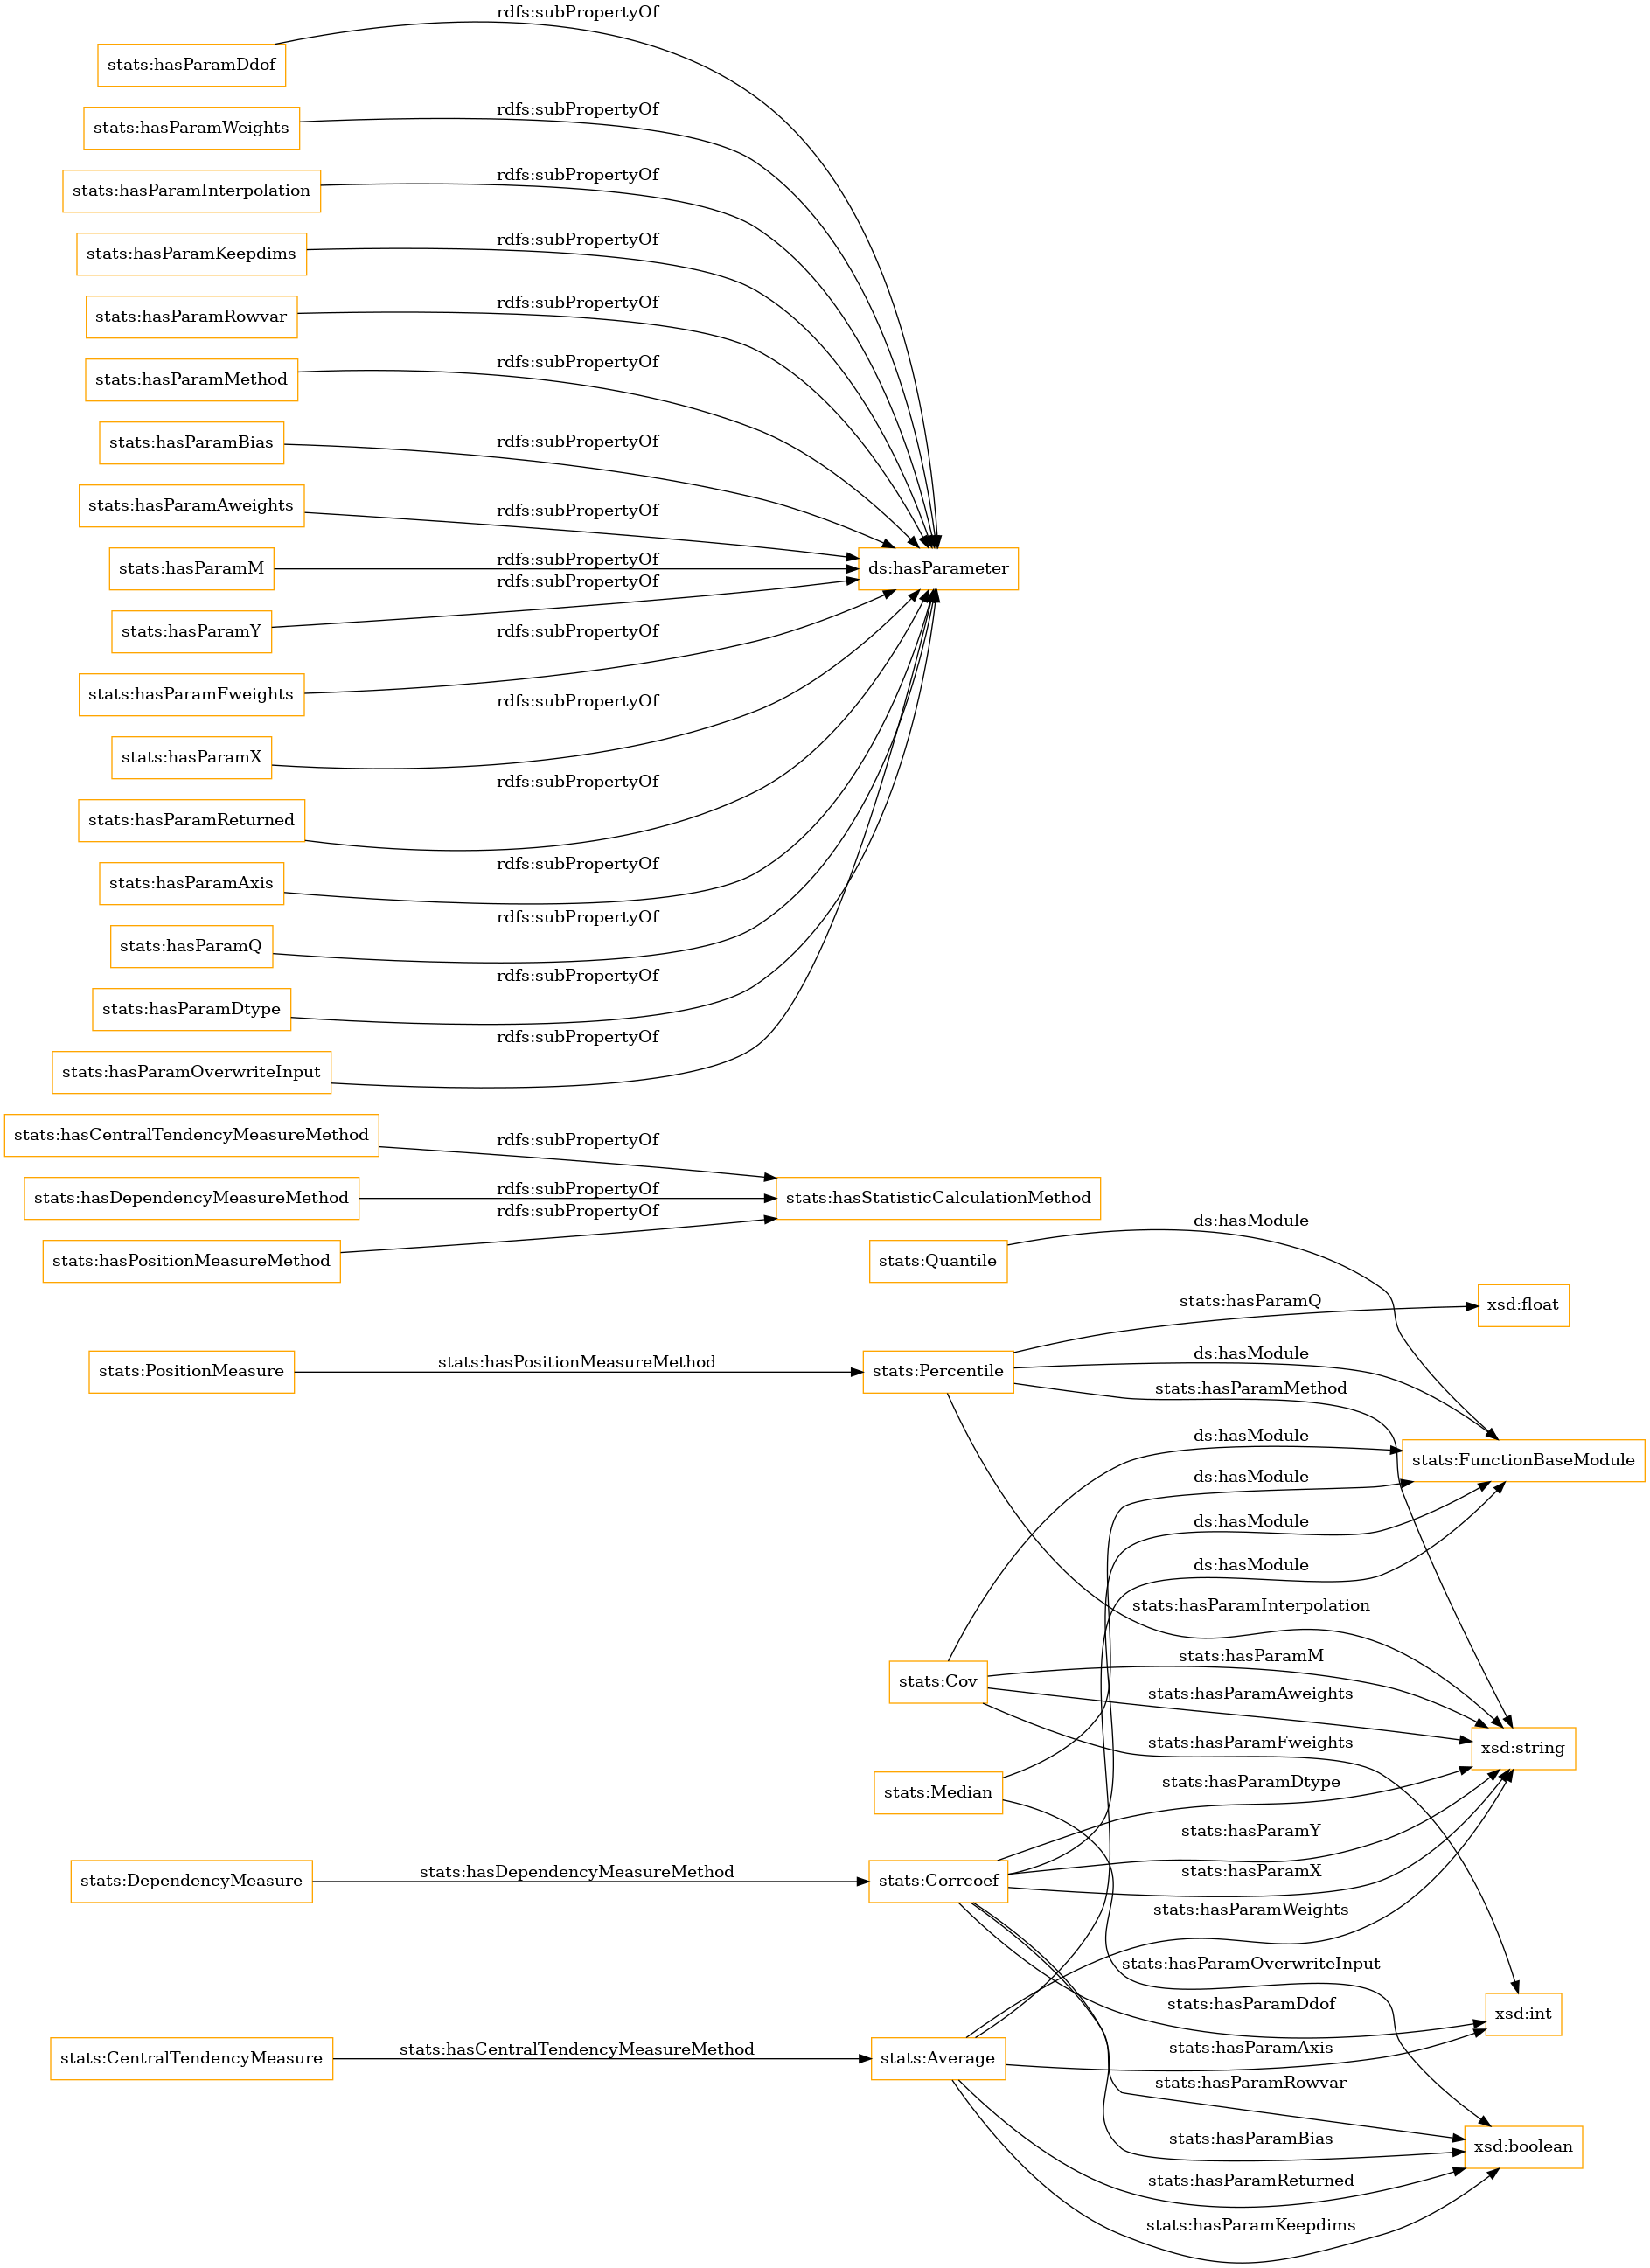 rdfs:subPropertyOf
stats:hasParamDdof
rdfs:subPropertyOf
stats:hasParamWeights
rdfs:subPropertyOf
stats:hasParamInterpolation
rdfs:subPropertyOf
stats:hasParamKeepdims
rdfs:subPropertyOf
stats:hasParamRowvar
rdfs:subPropertyOf
stats:hasParamMethod
rdfs:subPropertyOf
stats:hasParamBias
rdfs:subPropertyOf
stats:hasParamAweights
rdfs:subPropertyOf
stats:hasParamM
ds:hasParameter
rdfs:subPropertyOf
stats:hasParamY
rdfs:subPropertyOf
stats:hasParamFweights
rdfs:subPropertyOf
stats:hasParamX
rdfs:subPropertyOf
stats:hasParamReturned
rdfs:subPropertyOf
stats:hasParamAxis
rdfs:subPropertyOf
stats:hasParamQ
rdfs:subPropertyOf
stats:hasParamDtype
rdfs:subPropertyOf
stats:hasParamOverwriteInput
stats:hasCentralTendencyMeasureMethod
rdfs:subPropertyOf
stats:hasDependencyMeasureMethod
rdfs:subPropertyOf
stats:hasStatisticCalculationMethod
rdfs:subPropertyOf
stats:hasPositionMeasureMethod
ds:hasModule
stats:Quantile
stats:hasParamQ
xsd:float
ds:hasModule
stats:PositionMeasure
stats:hasPositionMeasureMethod
stats:Percentile
stats:hasParamMethod
ds:hasModule
stats:FunctionBaseModule
ds:hasModule
ds:hasModule
ds:hasModule
stats:hasParamInterpolation
stats:hasParamM
stats:Cov
stats:hasParamAweights
stats:hasParamFweights
xsd:string
stats:hasParamDtype
stats:Median
stats:hasParamY
stats:DependencyMeasure
stats:hasDependencyMeasureMethod
stats:Corrcoef
stats:hasParamX
stats:hasParamWeights
stats:hasParamOverwriteInput
stats:hasParamDdof
xsd:int
stats:hasParamAxis
stats:CentralTendencyMeasure
stats:hasCentralTendencyMeasureMethod
stats:Average
stats:hasParamRowvar
stats:hasParamBias
xsd:boolean
stats:hasParamReturned
stats:hasParamKeepdims